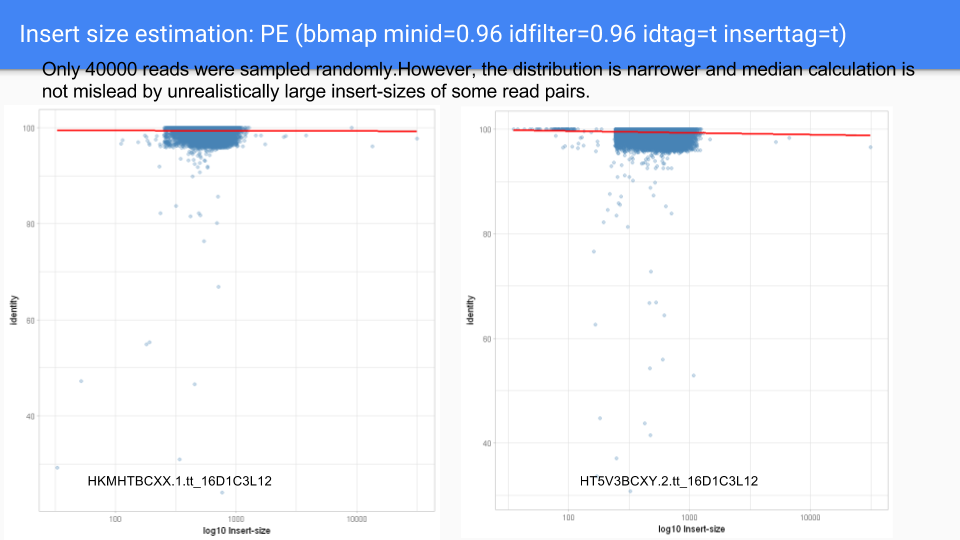 Insert size estimation: PE (bbmap minid=0.96 idfilter=0.96 idtag=t inserttag=t)
Only 40000 reads were sampled randomly.However, the distribution is narrower and median calculation is
not mislead by unrealistically large insert-sizes of some read pairs.
100
80
60
40
identity
HKMHTBCXX.1.tt_16D1C3L12
100
1000
10000
log10 Insert-size
100
80
60
40
identity
HT5V3BCXY.2.tt_16D1C3L12
100
1000
10000
log10 Insert-size